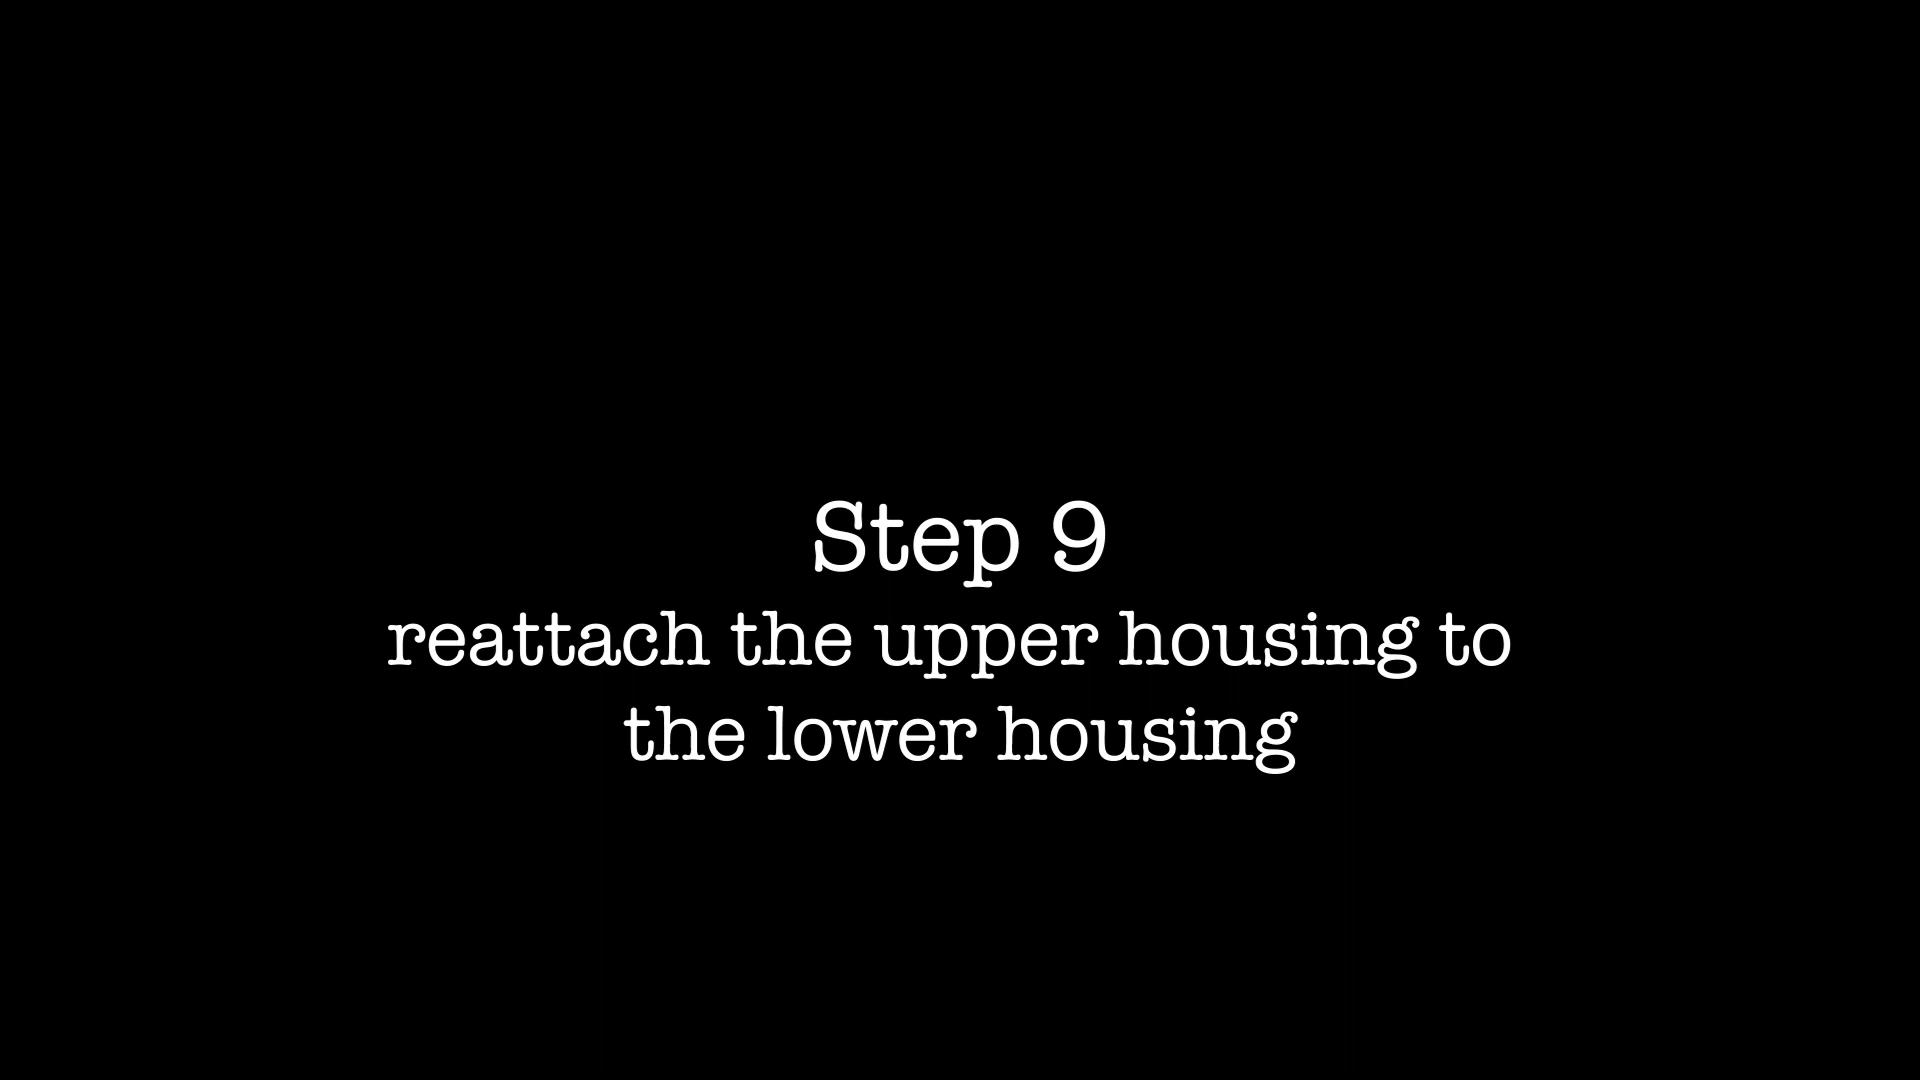 Step 9
reattach the upper housing to
the lower housing